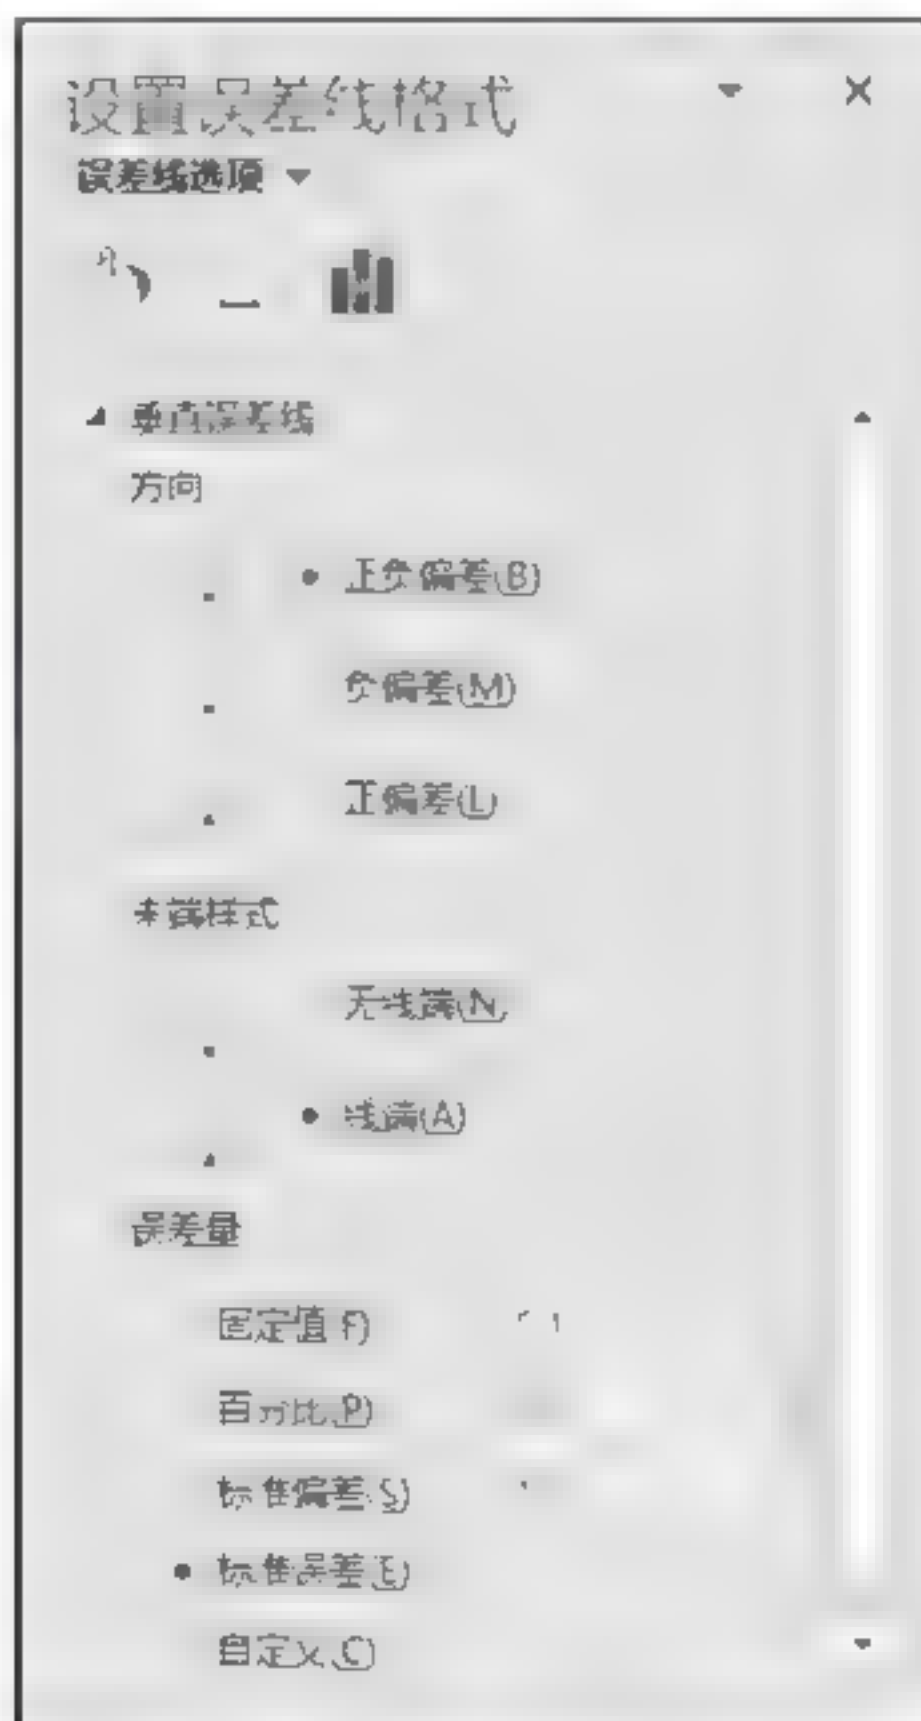 设置误差线格式
误差线选项
垂直误差线
方向
正负偏差(B)
负偏差(M)
正偏差(L)
末端样式
无线端(N)
线端(A)
误差量
固定值(F)
百分比(P)
标准偏差(S)
标准误差(E)
自定义(C)